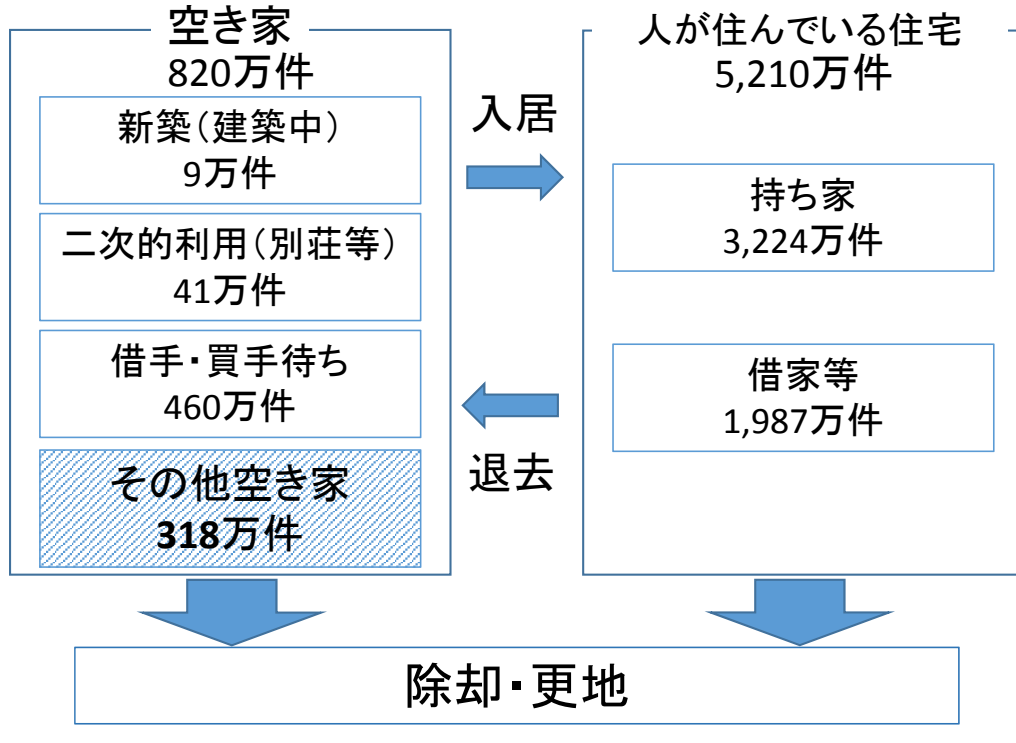 空き家
820万件
新築（建築中）
9万件
二次的利用（別荘等）
41万件
借手・買手待ち
460万件
その他空き家
318万件
入居
退去
人が住んでいる住宅
5,210万件
持ち家
3,224万件
借家等
1,987万件
除却・更地